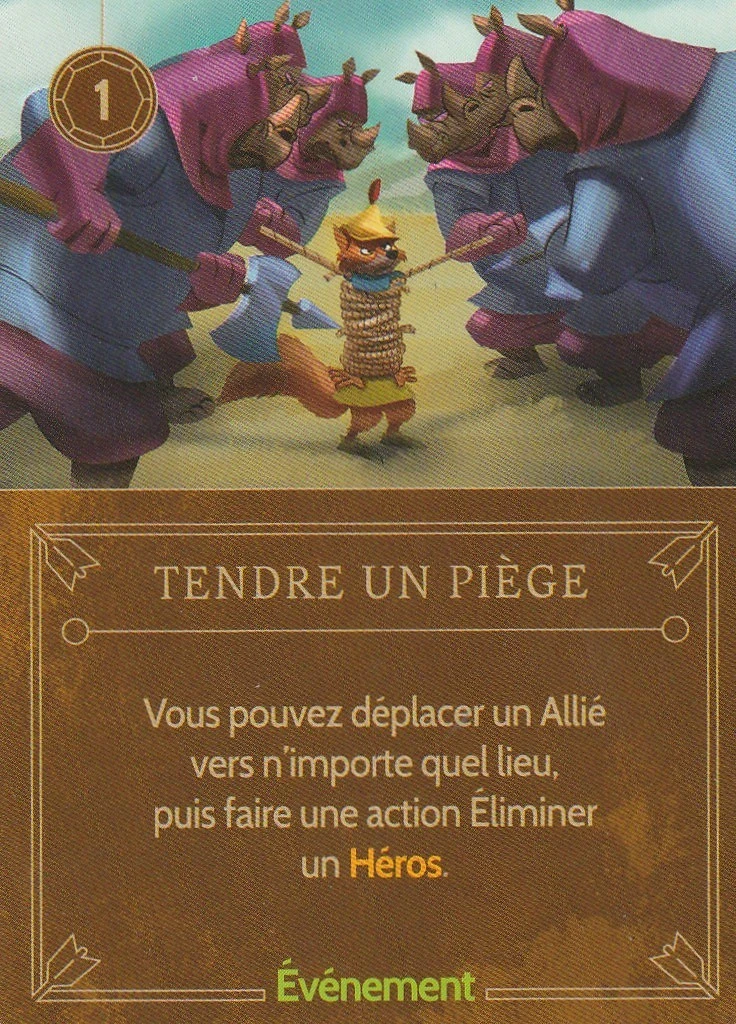 1
TENDRE UN PIÈGE
Vous pouvez déplacer un Allié
vers n'importe quel lieu,
puis faire une action Éliminer
un Héros.
Événement